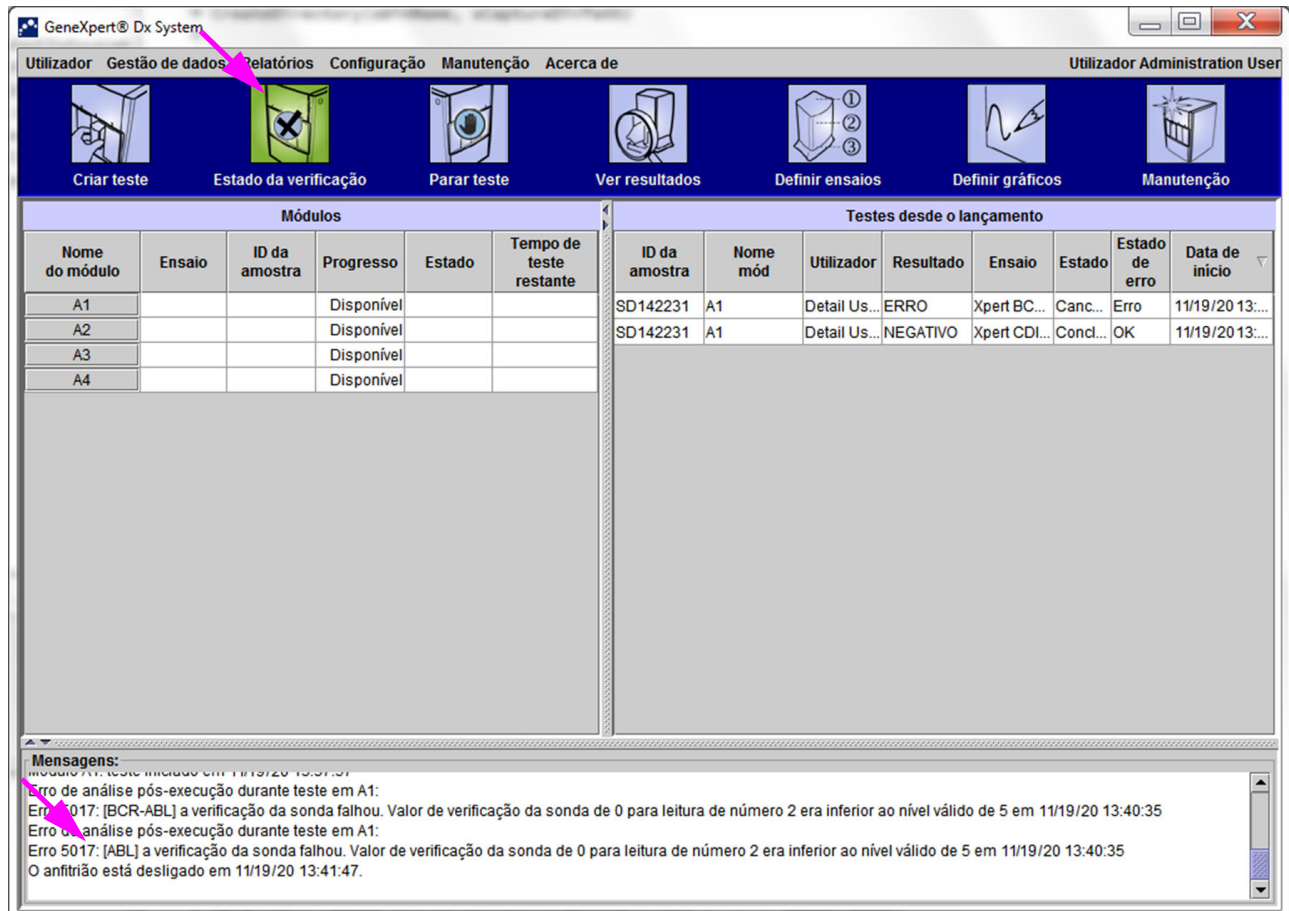 GeneXpert® Dx System
Utilizador Gestão de dados Relatórios Configuração Manutenção Acerca de Utilizador Administration User
Criar teste Estado da verificação Parar teste Ver resultados Definir ensaios Definir gráficos Manutenção
Módulos
Nome do módulo Ensaio ID da amostra Progresso Estado Tempo de teste restante
A1 Disponível
A2 Disponível
A3 Disponível
A4 Disponível
Testes desde o lançamento
ID da amostra Nome mód Utilizador Resultado Ensaio Estado Estado de erro Data de início
SD142231 A1 Detail Us... ERRO Xpert BC... Canc... Erro 11/19/20 13:...
SD142231 A1 Detail Us... NEGATIVO Xpert CDI... Concl... OK 11/19/20 13:...
Mensagens:
Erro de análise pós-execução durante teste em A1:
Erro 5017: [BCR-ABL] a verificação da sonda falhou. Valor de verificação da sonda de 0 para leitura de número 2 era inferior ao nível válido de 5 em 11/19/20 13:40:35
Erro de análise pós-execução durante teste em A1:
Erro 5017: [ABL] a verificação da sonda falhou. Valor de verificação da sonda de 0 para leitura de número 2 era inferior ao nível válido de 5 em 11/19/20 13:40:35
O anfitrião está desligado em 11/19/20 13:41:47.